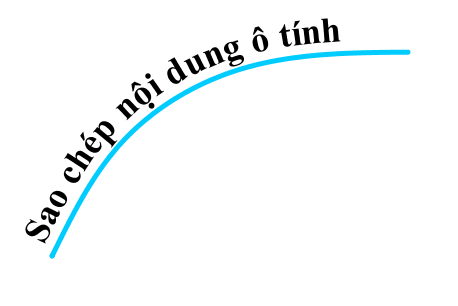 Sao chép nội dung ô tính